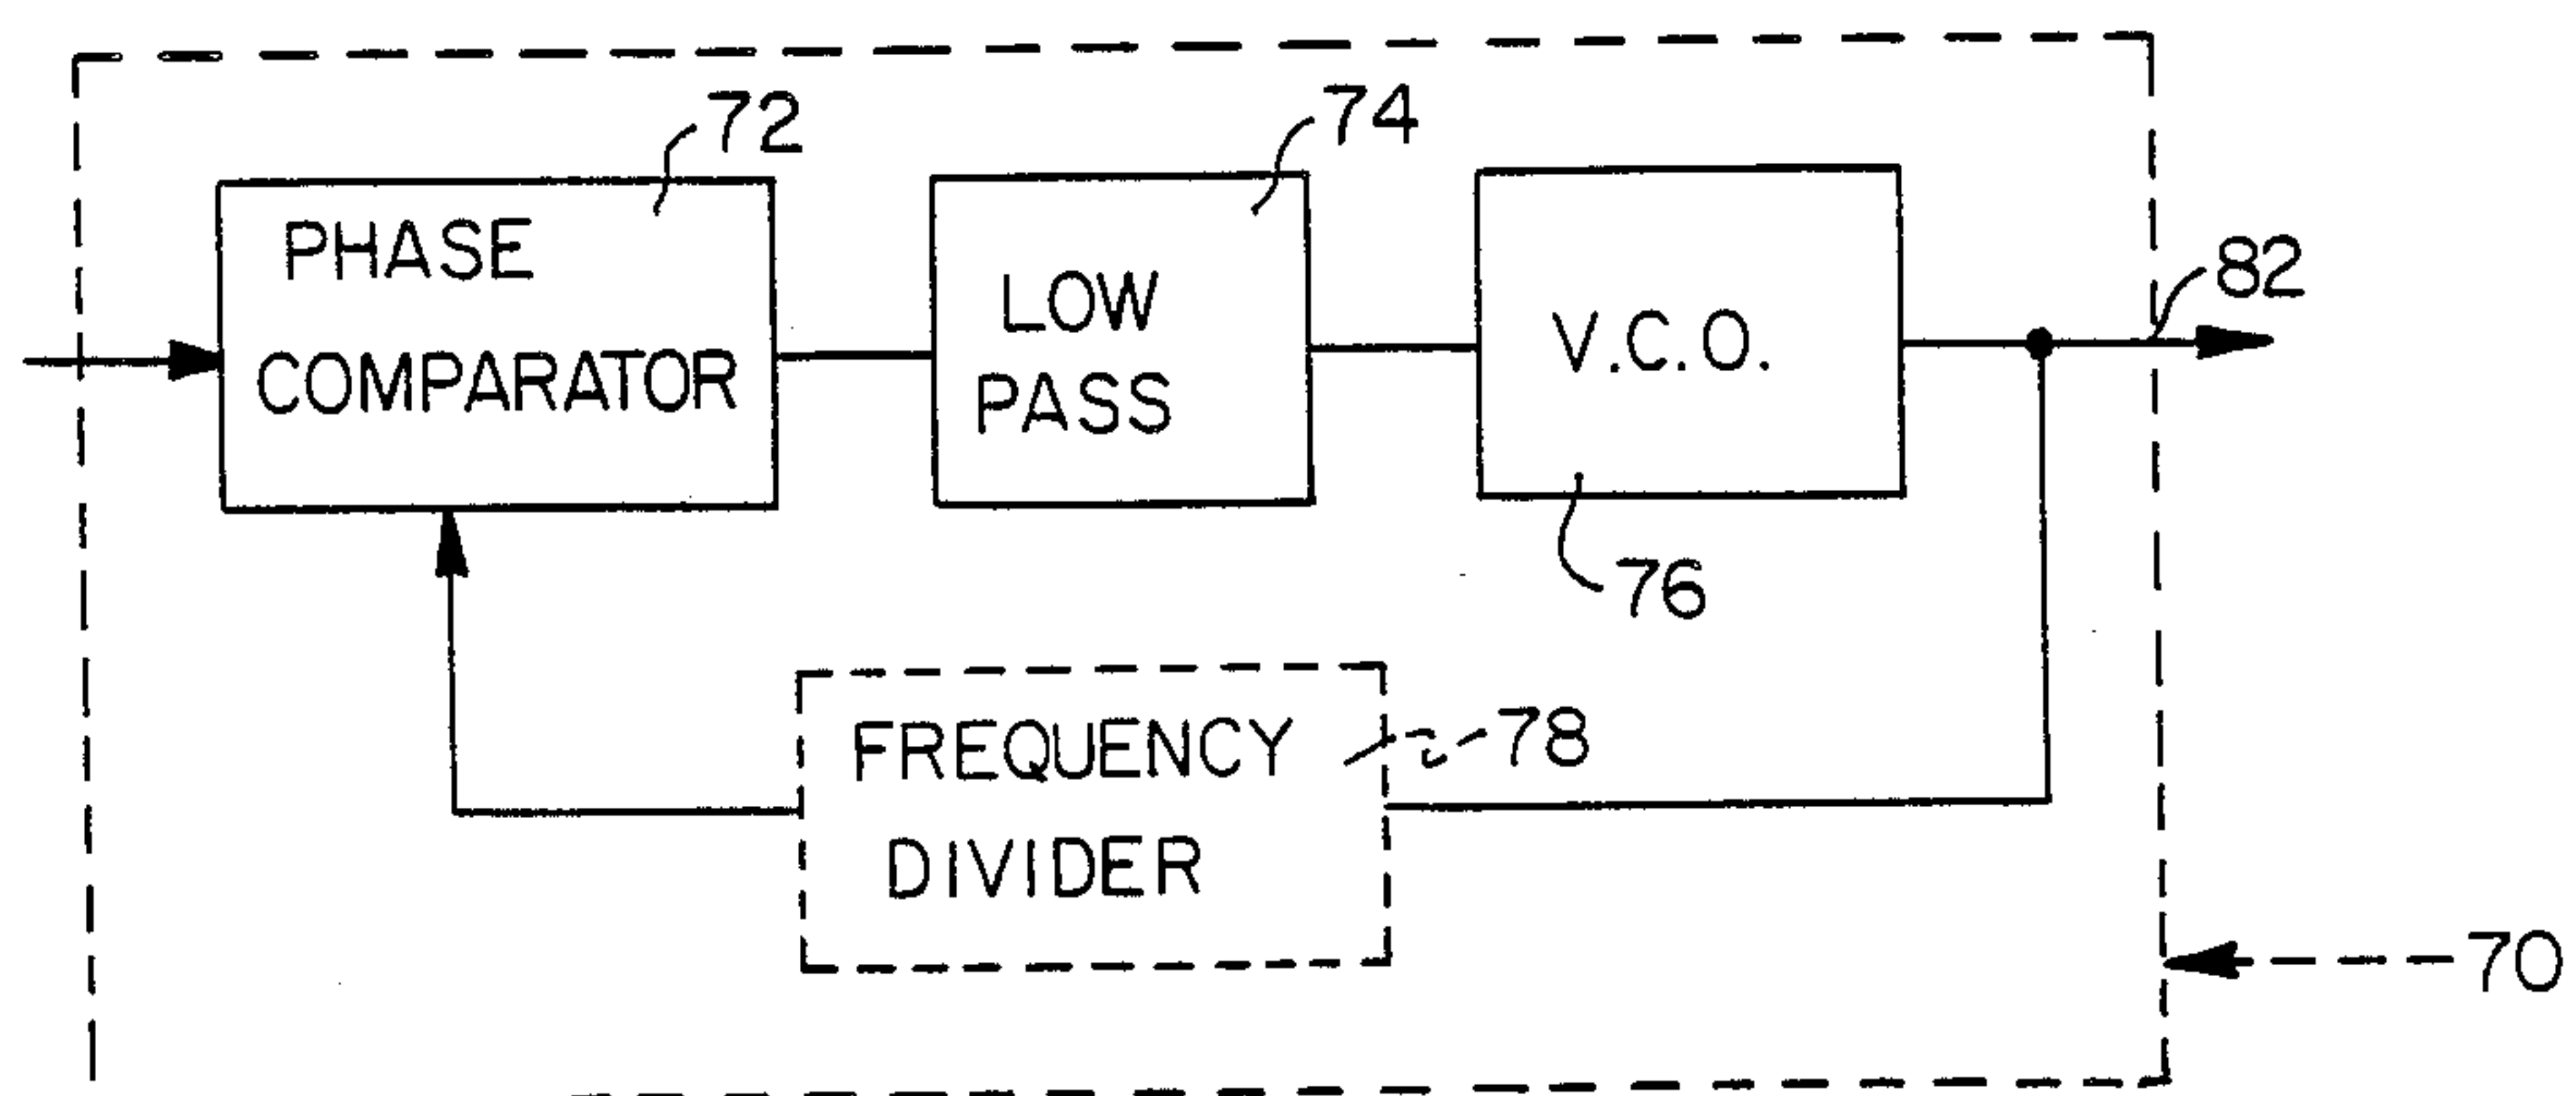 72
74
PHASE
COMPARATOR
LOW
PASS
V.C.O.
82
76
FREQUENCY
DIVIDER
78
70